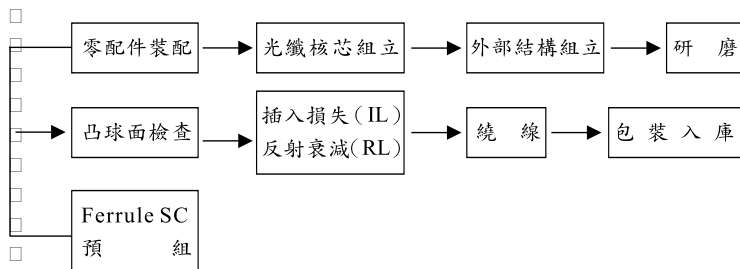 零配件裝配
光纖核芯組立
外部結構組立
研磨
凸球面檢查
插入損失(IL)
反射衰減(RL)
繞線
包裝入庫
Ferrule SC
預組